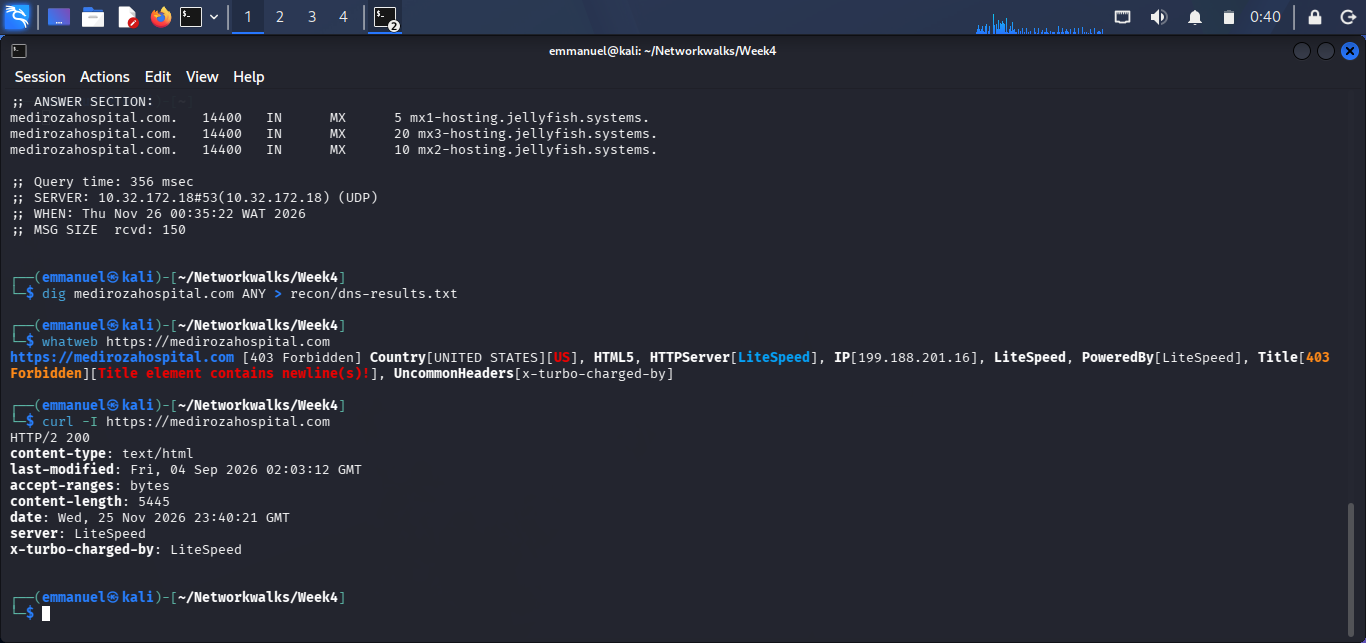 1 2 3 4 2 0:40
emmanuel@kali: ~/Networkwalks/Week4
Session Actions Edit View Help
;; ANSWER SECTION:
medirozahospital.com. 14400 IN MX 5 mx1-hosting.jellyfish.systems.
medirozahospital.com. 14400 IN MX 20 mx3-hosting.jellyfish.systems.
medirozahospital.com. 14400 IN MX 10 mx2-hosting.jellyfish.systems.
;; Query time: 356 msec
;; SERVER: 10.32.172.18#53(10.32.172.18) (UDP)
;; WHEN: Thu Nov 26 00:35:22 WAT 2026
;; MSG SIZE  rcvd: 150
┌──(emmanuel㉿kali)-[~/Networkwalks/Week4]
└─$ dig medirozahospital.com ANY > recon/dns-results.txt
┌──(emmanuel㉿kali)-[~/Networkwalks/Week4]
└─$ whatweb https://medirozahospital.com
https://medirozahospital.com [403 Forbidden] Country[UNITED STATES][US], HTML5, HTTPServer[LiteSpeed], IP[199.188.201.16], LiteSpeed, PoweredBy[LiteSpeed], Title[403
Forbidden][Title element contains newline(s)!], UncommonHeaders[x-turbo-charged-by]
┌──(emmanuel㉿kali)-[~/Networkwalks/Week4]
└─$ curl -I https://medirozahospital.com
HTTP/2 200
content-type: text/html
last-modified: Fri, 04 Sep 2026 02:03:12 GMT
accept-ranges: bytes
content-length: 5445
date: Wed, 25 Nov 2026 23:40:21 GMT
server: LiteSpeed
x-turbo-charged-by: LiteSpeed
┌──(emmanuel㉿kali)-[~/Networkwalks/Week4]
└─$